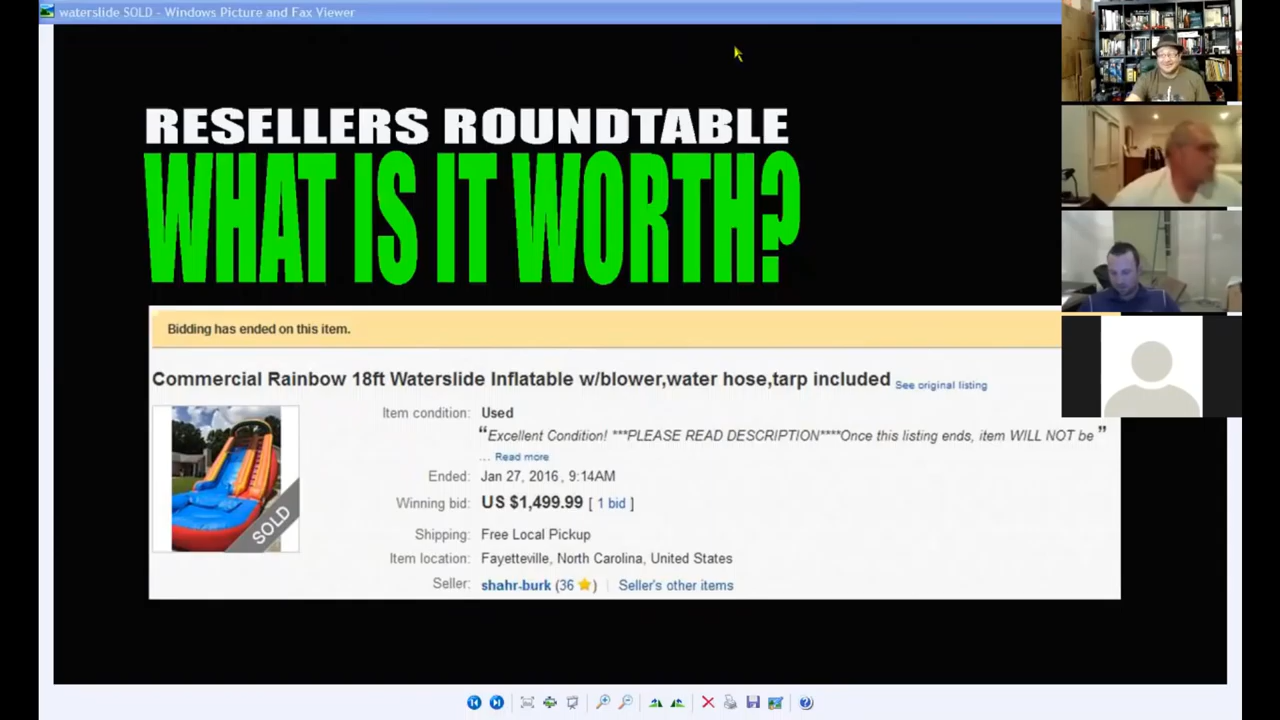 waterslide SOLD - Windows Picture and Fax Viewer
RESELLERS ROUNDTABLE
WHAT IS IT WORTH?
Bidding has ended on this item.
Commercial Rainbow 18ft Waterslide Inflatable w/blower,water hose,tarp included See original listing
Item condition: Used
“Excellent Condition! ***PLEASE READ DESCRIPTION****Once this listing ends, item WILL NOT be ”
... Read more
Ended: Jan 27, 2016 , 9:14AM
Winning bid: US $1,499.99 [ 1 bid ]
SOLD
Shipping: Free Local Pickup
Item location: Fayetteville, North Carolina, United States
Seller: shahr-burk (36 ) | Seller's other items